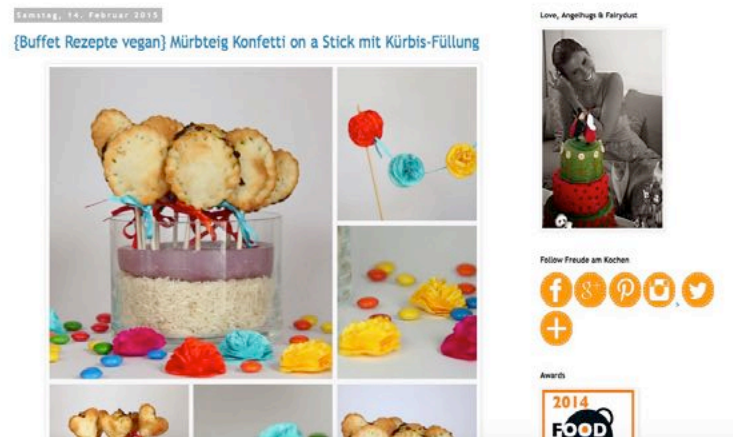 Samstag, 14. Februar 2015
{Buffet Rezepte vegan} Mürbteig Konfetti on a Stick mit Kürbis-Füllung
Love, Angelhugs & Fairydust
Follow Freude am Kochen
Awards
2014
FOOD